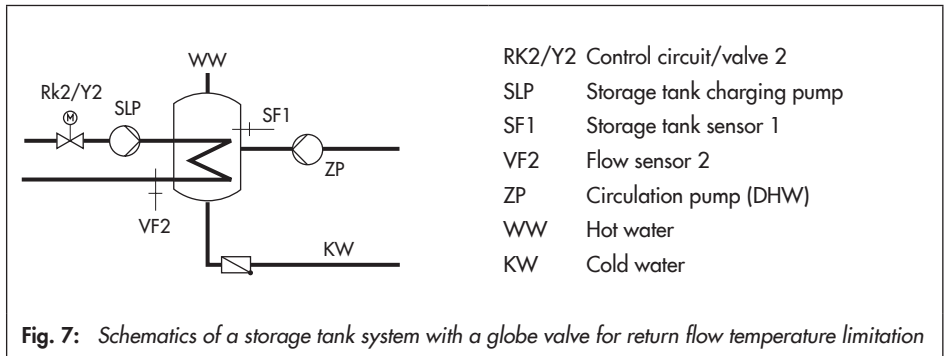 WW
Rk2/Y2
SLP
SF1
ZP
VF2
KW
RK2/Y2 Control circuit/valve 2
SLP Storage tank charging pump
SF1 Storage tank sensor 1
VF2 Flow sensor 2
ZP Circulation pump (DHW)
WW Hot water
KW Cold water
Fig. 7: Schematics of a storage tank system with a globe valve for return flow temperature limitation